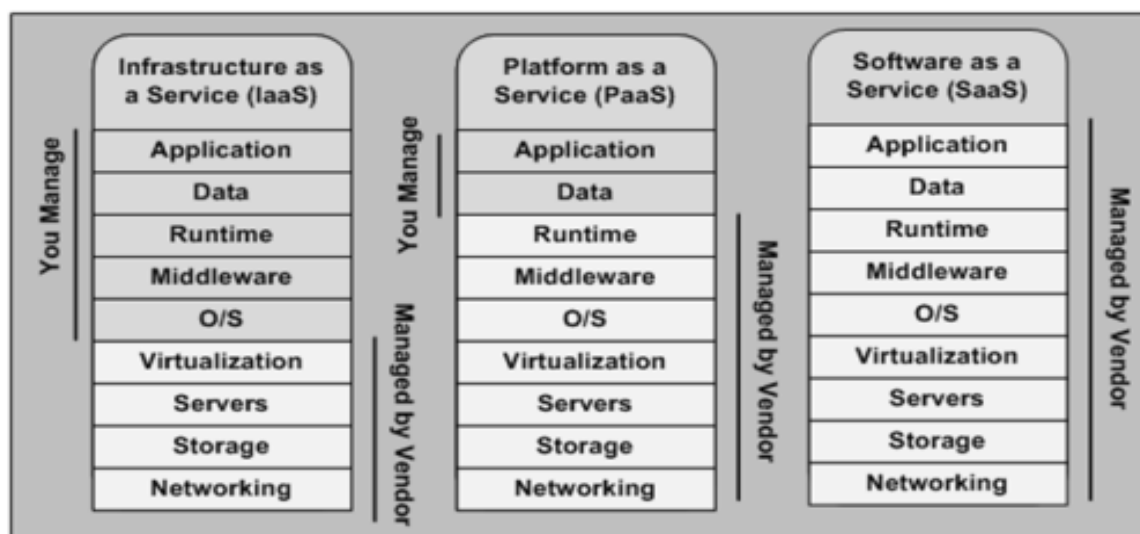 Infrastructure as
a Service (IaaS)
You Manage
Application
Data
Runtime
Middleware
O/S
Virtualization
Servers
Storage
Networking
Managed by Vendor
Platform as a
Service (PaaS)
You Manage
Application
Data
Runtime
Middleware
O/S
Virtualization
Servers
Storage
Networking
Managed by Vendor
Software as a
Service (SaaS)
Application
Data
Runtime
Middleware
O/S
Virtualization
Servers
Storage
Networking
Managed by Vendor